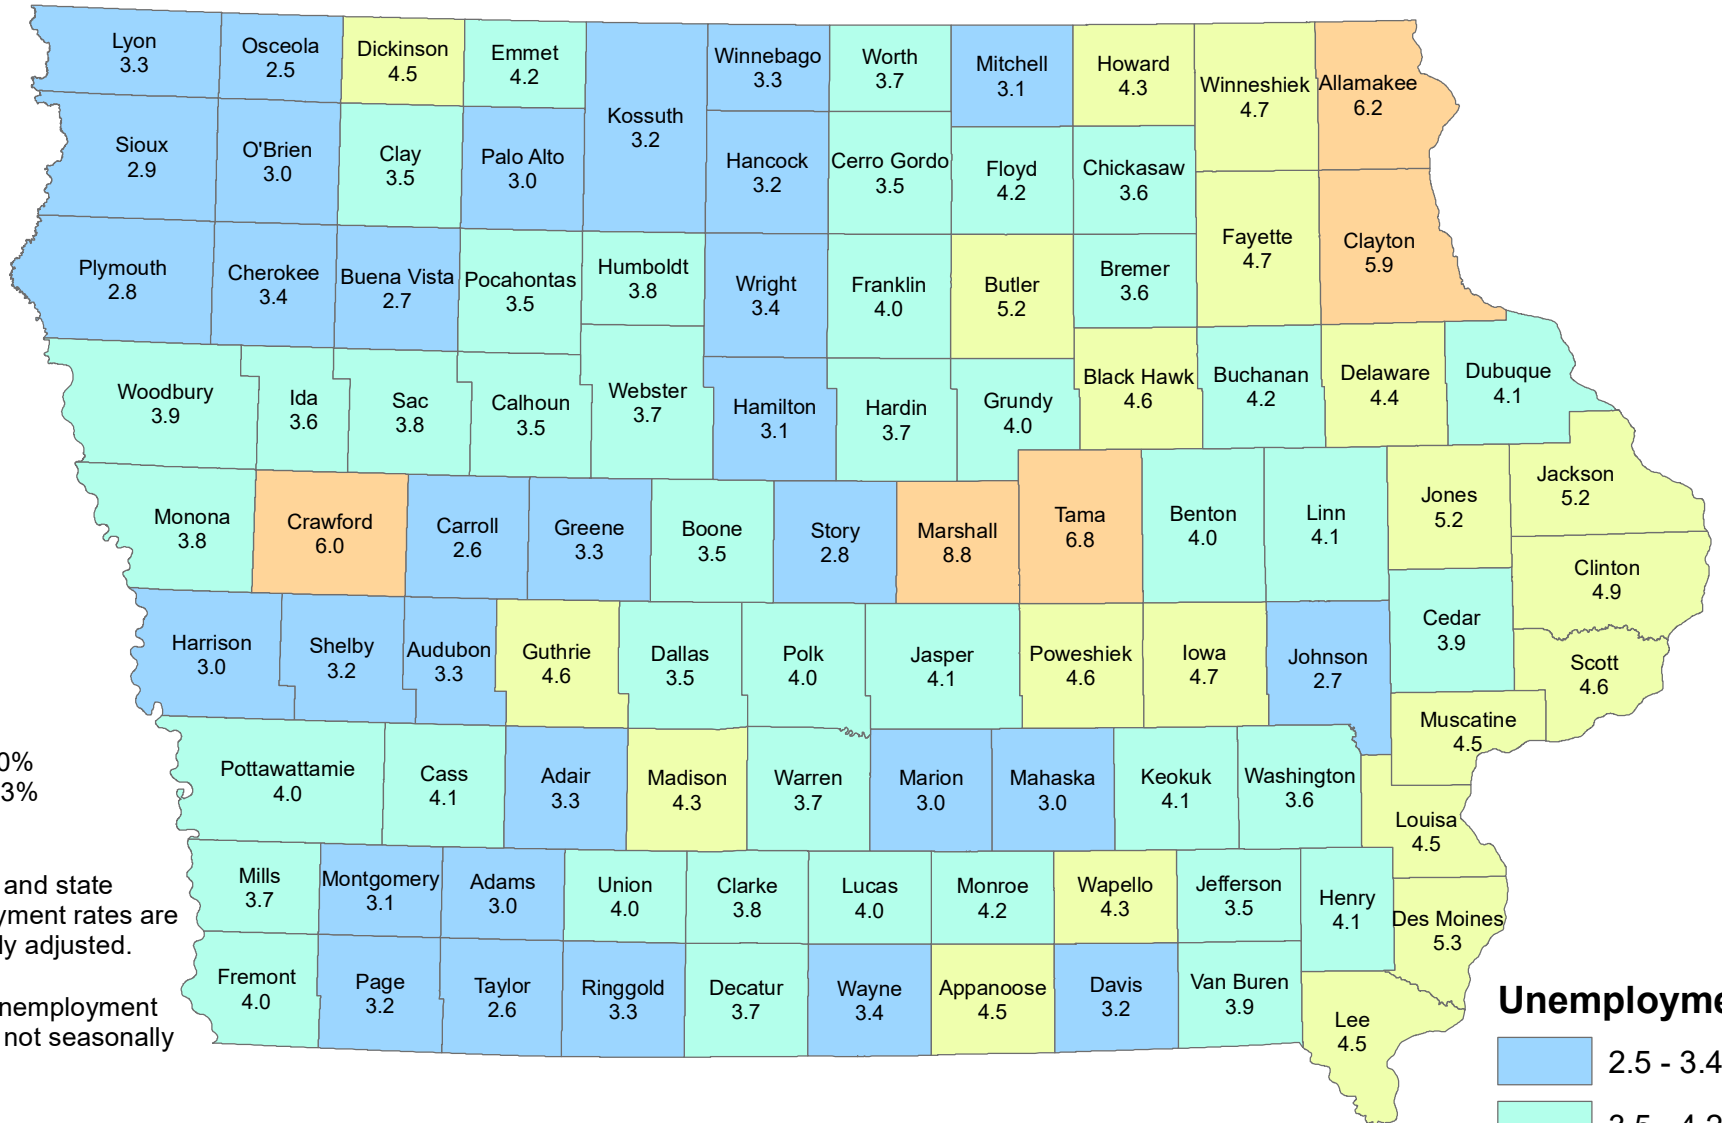 Lyon
3.3
Osceola
2.5
Dickinson
4.5
Emmet
4.2
Kossuth
3.2
Winnebago
3.3
Worth
3.7
Mitchell
3.1
Howard
4.3
Winneshiek
4.7
Allamakee
6.2
Sioux
2.9
O'Brien
3.0
Clay
3.5
Palo Alto
3.0
Hancock
3.2
Cerro Gordo
3.5
Floyd
4.2
Chickasaw
3.6
Fayette
4.7
Clayton
5.9
Plymouth
2.8
Cherokee
3.4
Buena Vista
2.7
Pocahontas
3.5
Humboldt
3.8
Wright
3.4
Franklin
4.0
Butler
5.2
Bremer
3.6
Woodbury
3.9
Ida
3.6
Sac
3.8
Calhoun
3.5
Webster
3.7
Hamilton
3.1
Hardin
3.7
Grundy
4.0
Black Hawk
4.6
Buchanan
4.2
Delaware
4.4
Dubuque
4.1
Monona
3.8
Crawford
6.0
Carroll
2.6
Greene
3.3
Boone
3.5
Story
2.8
Marshall
8.8
Tama
6.8
Benton
4.0
Linn
4.1
Jones
5.2
Jackson
5.2
Clinton
4.9
Harrison
3.0
Shelby
3.2
Audubon
3.3
Guthrie
4.6
Dallas
3.5
Polk
4.0
Jasper
4.1
Poweshiek
4.6
Iowa
4.7
Johnson
2.7
Cedar
3.9
Scott
4.6
Muscatine
4.5
0%
3%
Pottawattamie
4.0
Cass
4.1
Adair
3.3
Madison
4.3
Warren
3.7
Marion
3.0
Mahaska
3.0
Keokuk
4.1
Washington
3.6
Louisa
4.5
Mills
3.7
Montgomery
3.1
Adams
3.0
Union
4.0
Clarke
3.8
Lucas
4.0
Monroe
4.2
Wapello
4.3
Jefferson
3.5
Henry
4.1
Des Moines
5.3
and state
yment rates are
ly adjusted.
Fremont
4.0
Page
3.2
Taylor
2.6
Ringgold
3.3
Decatur
3.7
Wayne
3.4
Appanoose
4.5
Davis
3.2
Van Buren
3.9
Lee
4.5
nemployment
not seasonally
Unemployme
2.5 - 3.4